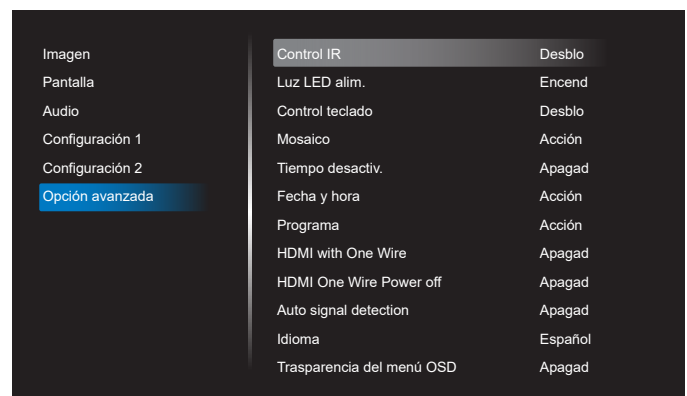 Imagen
Pantalla
Audio
Configuración 1
Configuración 2
Opción avanzada
Control IR Desblo
Luz LED alim. Encend
Control teclado Desblo
Mosaico Acción
Tiempo desactiv. Apagad
Fecha y hora Acción
Programa Acción
HDMI with One Wire Apagad
HDMI One Wire Power off Apagad
Auto signal detection Apagad
Idioma Español
Trasparencia del menú OSD Apagad